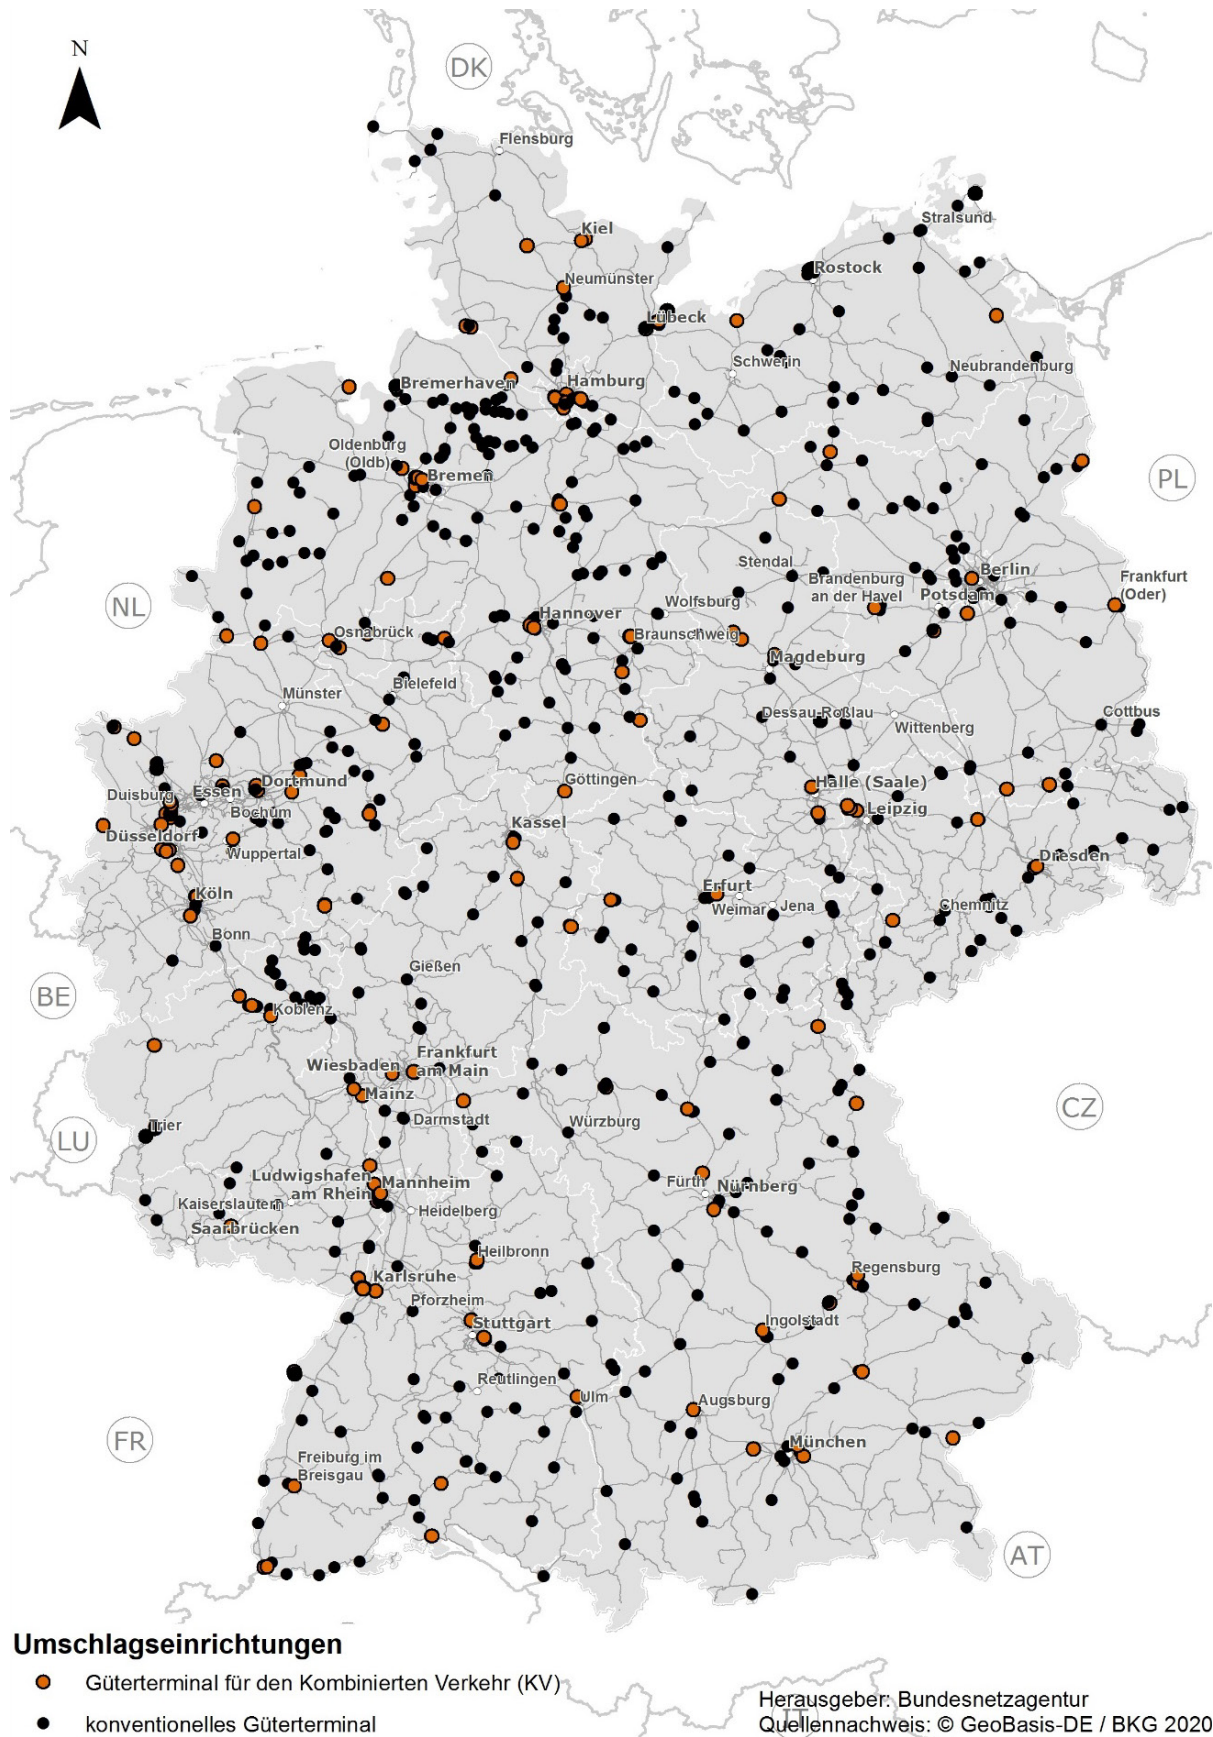 N
DK
Flensburg
Stralsund
Kiel
Rostock
Neumünster
Lübeck
Schwerin
Neubrandenburg
Bremerhaven
Hamburg
Oldenburg
(Oldb)
Bremen
PL
Stendal
Berlin
Brandenburg
an der Havel
Potsdam
Frankfurt
(Oder)
NL
Wolfsburg
Hannover
Osnabrück
Braunschweig
Magdeburg
Bielefeld
Münster
Dessau-Roßlau
Wittenberg
Cottbus
Göttingen
Halle (Saale)
Dortmund
Essen
Duisburg
Bochum
Leipzig
Düsseldorf
Kassel
Wuppertal
Dresden
Köln
Erfurt
Weimar
Jena
Chemnitz
Bonn
Gießen
BE
Koblenz
Wiesbaden
Frankfurt
am Main
Mainz
Darmstadt
Würzburg
CZ
LU
Trier
Ludwigshafen
am Rhein
Mannheim
Fürth
Nürnberg
Kaiserslautern
Heidelberg
Saarbrücken
Heilbronn
Karlsruhe
Regensburg
Pforzheim
Stuttgart
Ingolstadt
Reutlingen
Ulm
Augsburg
FR
München
Freiburg im
Breisgau
AT
Umschlagseinrichtungen
Güterterminal für den Kombinierten Verkehr (KV)
konventionelles Güterterminal
IT
Herausgeber: Bundesnetzagentur
Quellennachweis: © GeoBasis-DE / BKG 2020